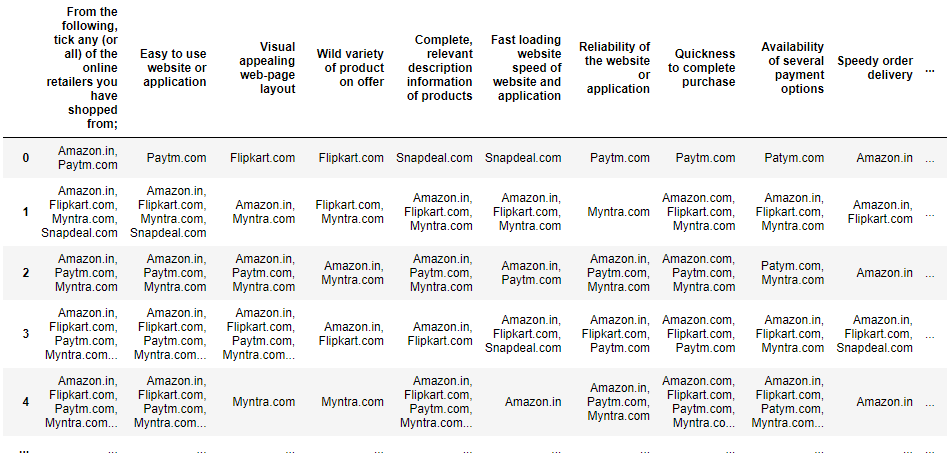 From the
following,
tick any (or
all) of the
online
retailers you
have
shopped
from;
Easy to use
website or
application
Visual
appealing
web-page
layout
Wild variety
of product
on offer
Complete,
relevant
description
information
of products
Fast loading
website
speed of
website and
application
Reliability of
the website
or
application
Quickness
to complete
purchase
Availability
of several
payment
options
Speedy order
delivery
...
0
Amazon.in,
Paytm.com
Paytm.com
Flipkart.com
Flipkart.com
Snapdeal.com
Snapdeal.com
Paytm.com
Paytm.com
Patym.com
Amazon.in
...
1
Amazon.in,
Flipkart.com,
Myntra.com,
Snapdeal.com
Amazon.in,
Flipkart.com,
Myntra.com,
Snapdeal.com
Amazon.in,
Myntra.com
Flipkart.com,
Myntra.com
Amazon.in,
Flipkart.com,
Myntra.com
Amazon.in,
Flipkart.com,
Myntra.com
Myntra.com
Amazon.com,
Flipkart.com,
Myntra.com
Amazon.in,
Flipkart.com,
Myntra.com
Amazon.in,
Flipkart.com
...
2
Amazon.in,
Paytm.com,
Myntra.com
Amazon.in,
Paytm.com,
Myntra.com
Amazon.in,
Paytm.com,
Myntra.com
Amazon.in,
Myntra.com
Amazon.in,
Paytm.com,
Myntra.com
Amazon.in,
Paytm.com
Amazon.in,
Paytm.com,
Myntra.com
Amazon.com,
Paytm.com,
Myntra.com
Patym.com,
Myntra.com
Amazon.in
...
3
Amazon.in,
Flipkart.com,
Paytm.com,
Myntra.com...
Amazon.in,
Flipkart.com,
Paytm.com,
Myntra.com...
Amazon.in,
Flipkart.com,
Paytm.com,
Myntra.com...
Amazon.in,
Flipkart.com
Amazon.in,
Flipkart.com
Amazon.in,
Flipkart.com,
Snapdeal.com
Amazon.in,
Flipkart.com,
Paytm.com
Amazon.com,
Flipkart.com,
Paytm.com
Amazon.in,
Flipkart.com,
Myntra.com
Amazon.in,
Flipkart.com,
Snapdeal.com
...
4
Amazon.in,
Flipkart.com,
Paytm.com,
Myntra.com...
Amazon.in,
Flipkart.com,
Paytm.com,
Myntra.com...
Myntra.com
Myntra.com
Amazon.in,
Flipkart.com,
Paytm.com,
Myntra.com...
Amazon.in
Amazon.in,
Paytm.com,
Myntra.com
Amazon.com,
Flipkart.com,
Paytm.com,
Myntra.co...
Amazon.in,
Flipkart.com,
Patym.com,
Myntra.com...
Amazon.in
...
... ... ... ... ... ... ... ... ... ... ... ...